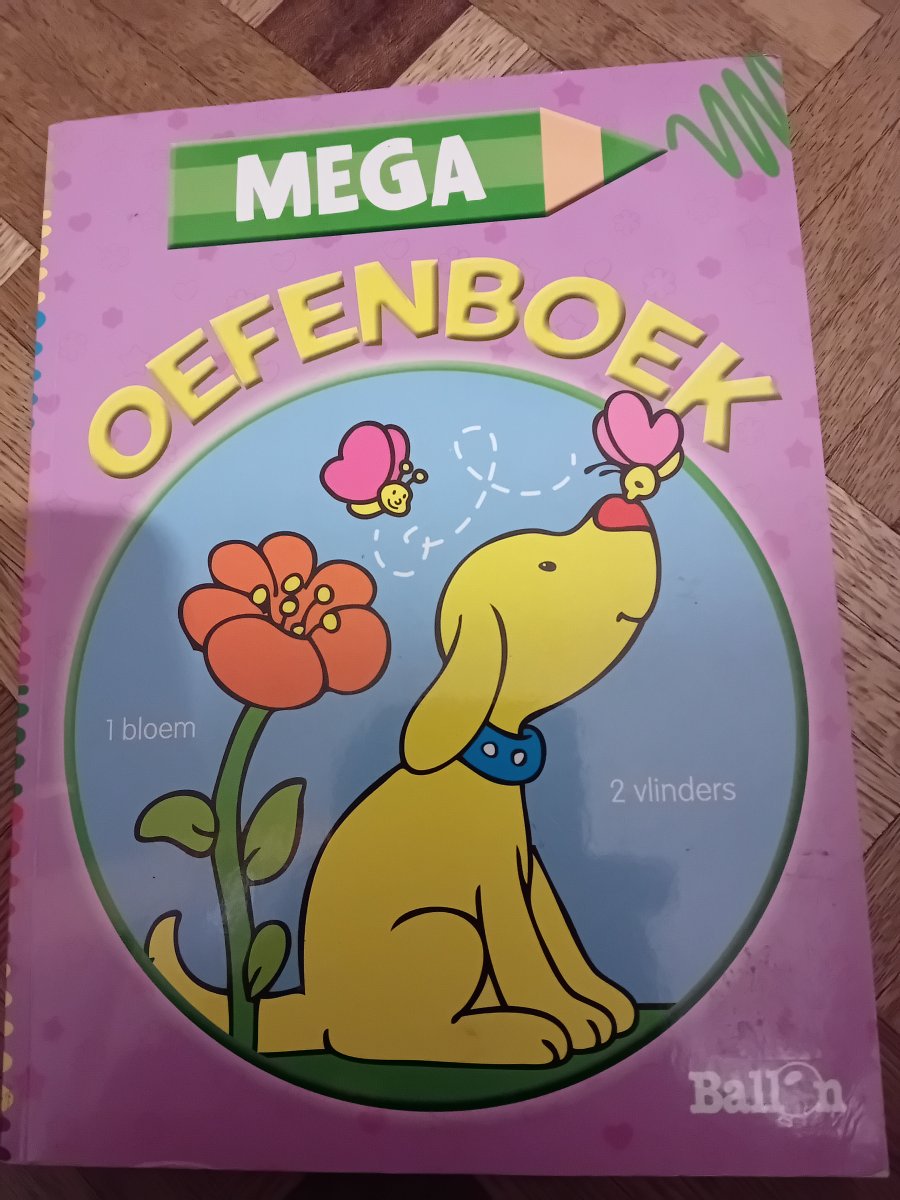 MEGA
OEFENBOEK
1 bloem
2 vlinders
Ballon